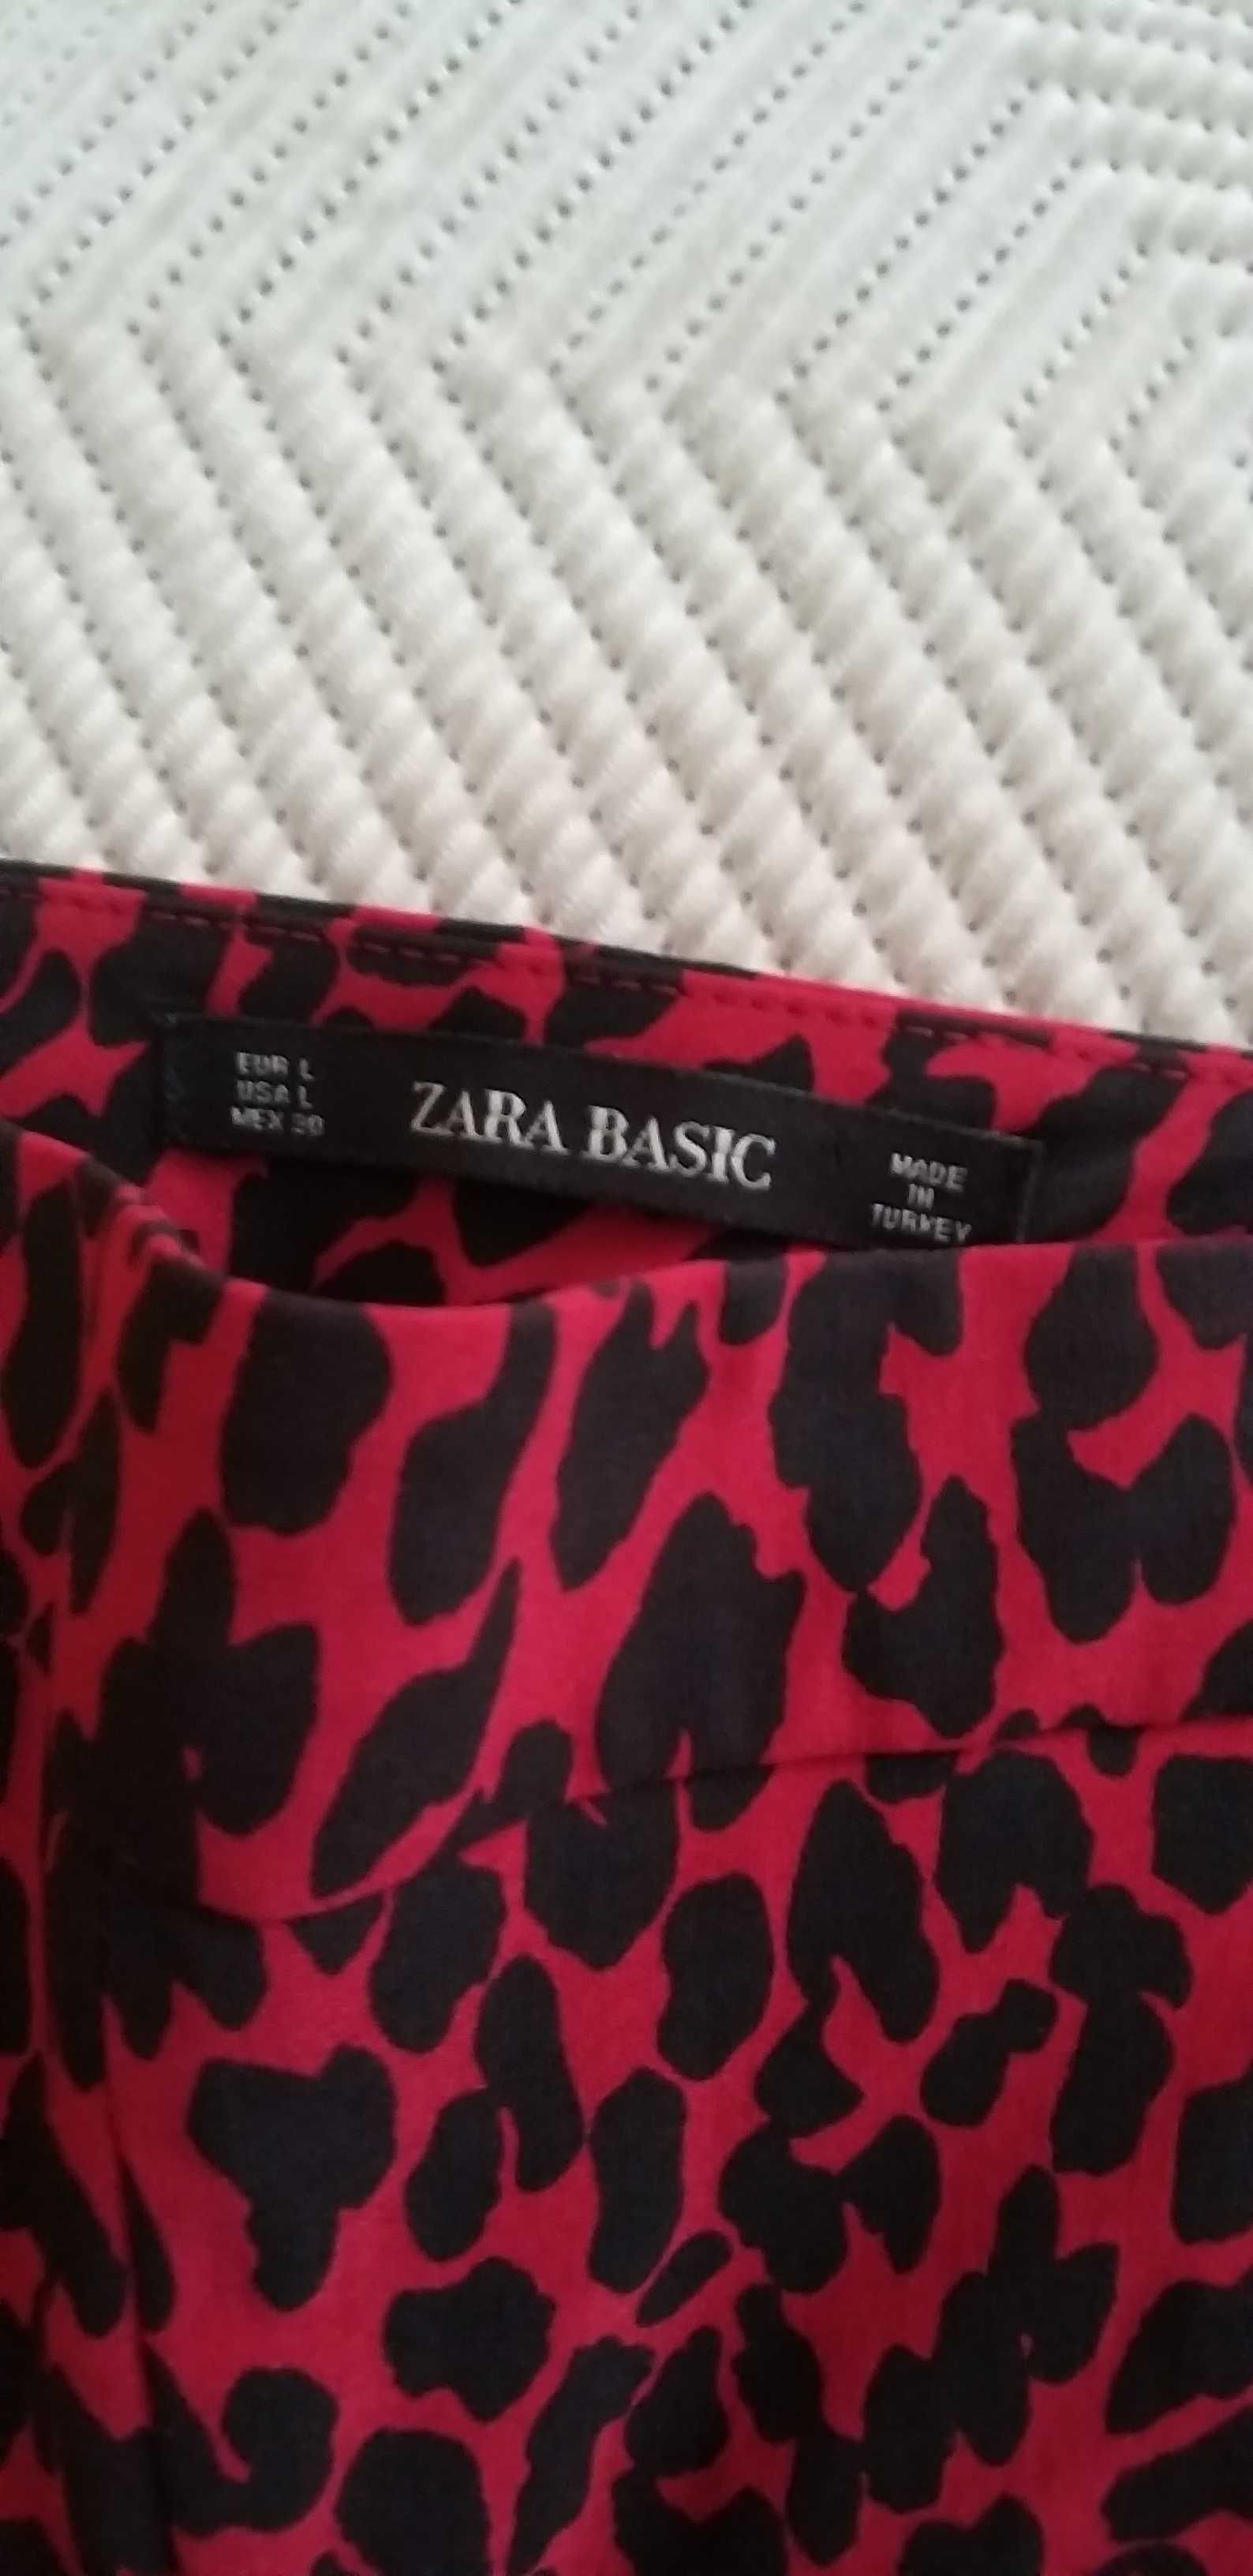 EUR L
USA L
MEX 30
ZARA BASIC
MADE
IN
TURKEY